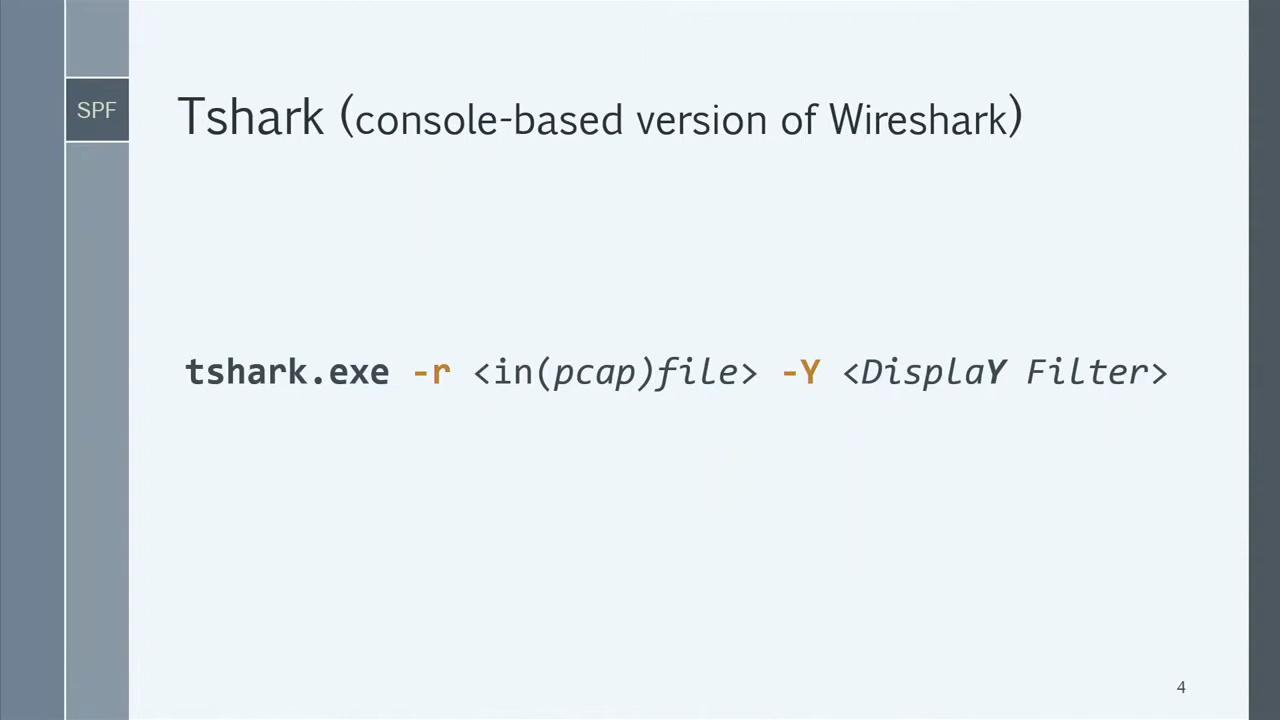 SPF
Tshark (console-based version of Wireshark)
tshark.exe -r <in(pcap)file> -Y <DisplaY Filter>
4